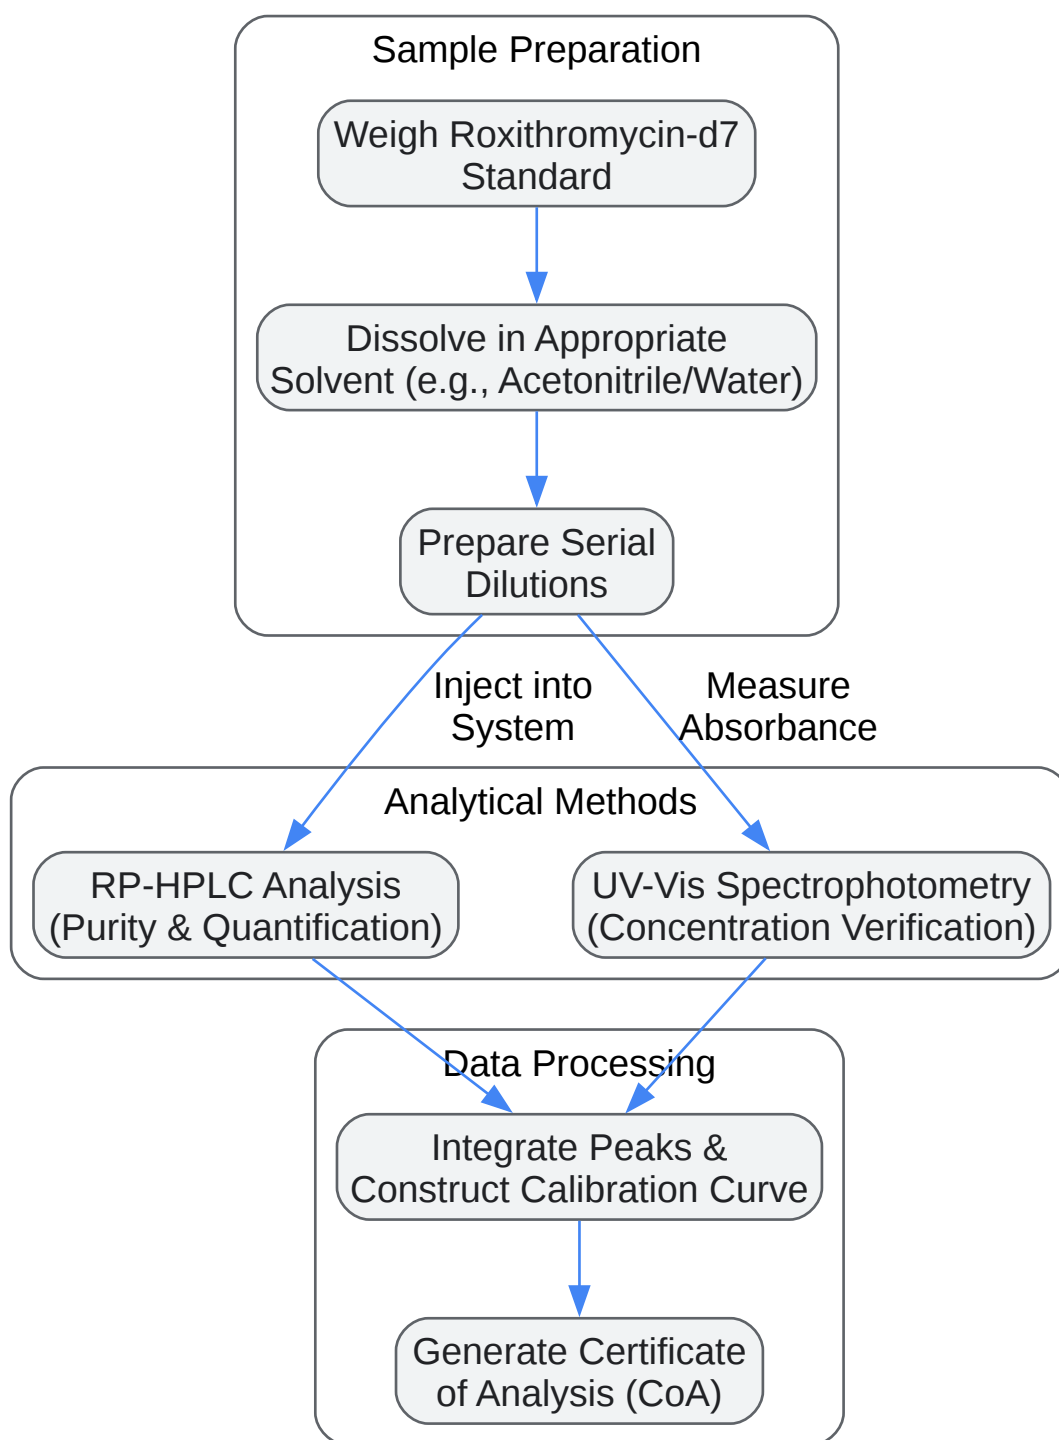 Sample Preparation
Weigh Roxithromycin-d7
Standard
Dissolve in Appropriate
Solvent (e.g., Acetonitrile/Water)
Prepare Serial
Dilutions
Inject into
System
Measure
Absorbance
Analytical Methods
RP-HPLC Analysis
(Purity & Quantification)
UV-Vis Spectrophotometry
(Concentration Verification)
Data Processing
Integrate Peaks &
Construct Calibration Curve
Generate Certificate
of Analysis (CoA)